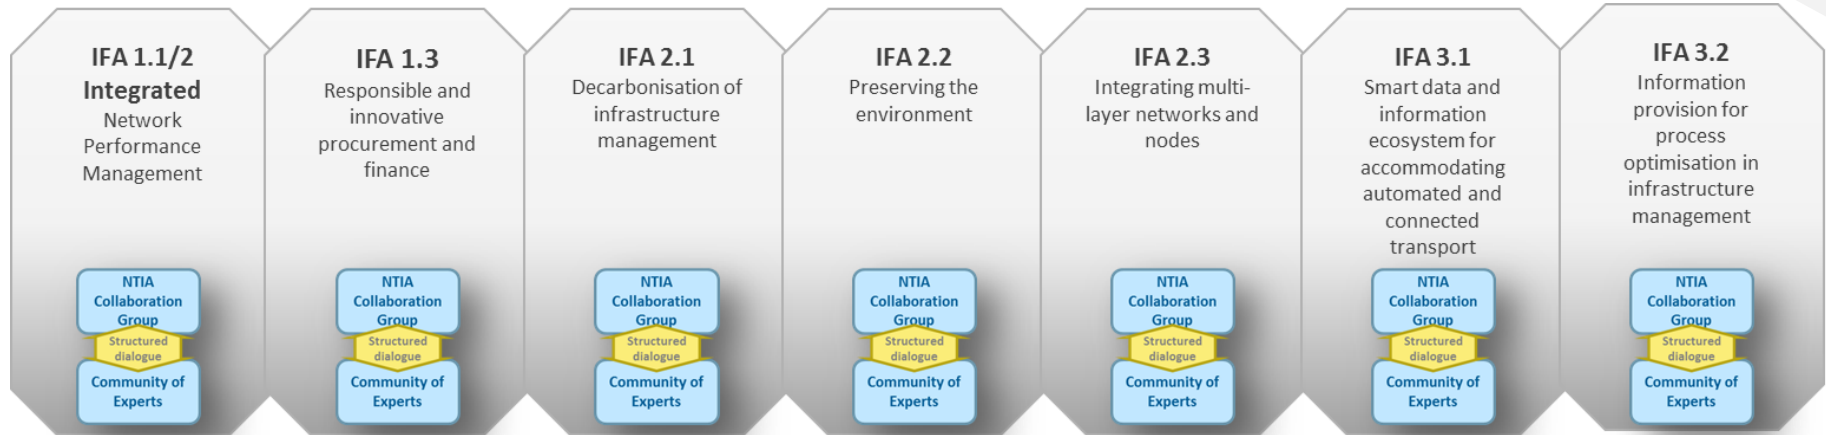 IFA 1.1/2
Integrated
Network
Performance
Management
NTIA
Collaboration
Group
Structured
dialogue
Community of
Experts
IFA 1.3
Responsible and
innovative
procurement and
finance
NTIA
Collaboration
Group
Structured
dialogue
Community of
Experts
IFA 2.1
Decarbonisation of
infrastructure
management
NTIA
Collaboration
Group
Structured
dialogue
Community of
Experts
IFA 2.2
Preserving the
environment
NTIA
Collaboration
Group
Structured
dialogue
Community of
Experts
IFA 2.3
Integrating multi-
layer networks and
nodes
NTIA
Collaboration
Group
Structured
dialogue
Community of
Experts
IFA 3.1
Smart data and
information
ecosystem for
accommodating
automated and
connected
transport
NTIA
Collaboration
Group
Structured
dialogue
Community of
Experts
IFA 3.2
Information
provision for
process
optimisation in
infrastructure
management
NTIA
Collaboration
Group
Structured
dialogue
Community of
Experts